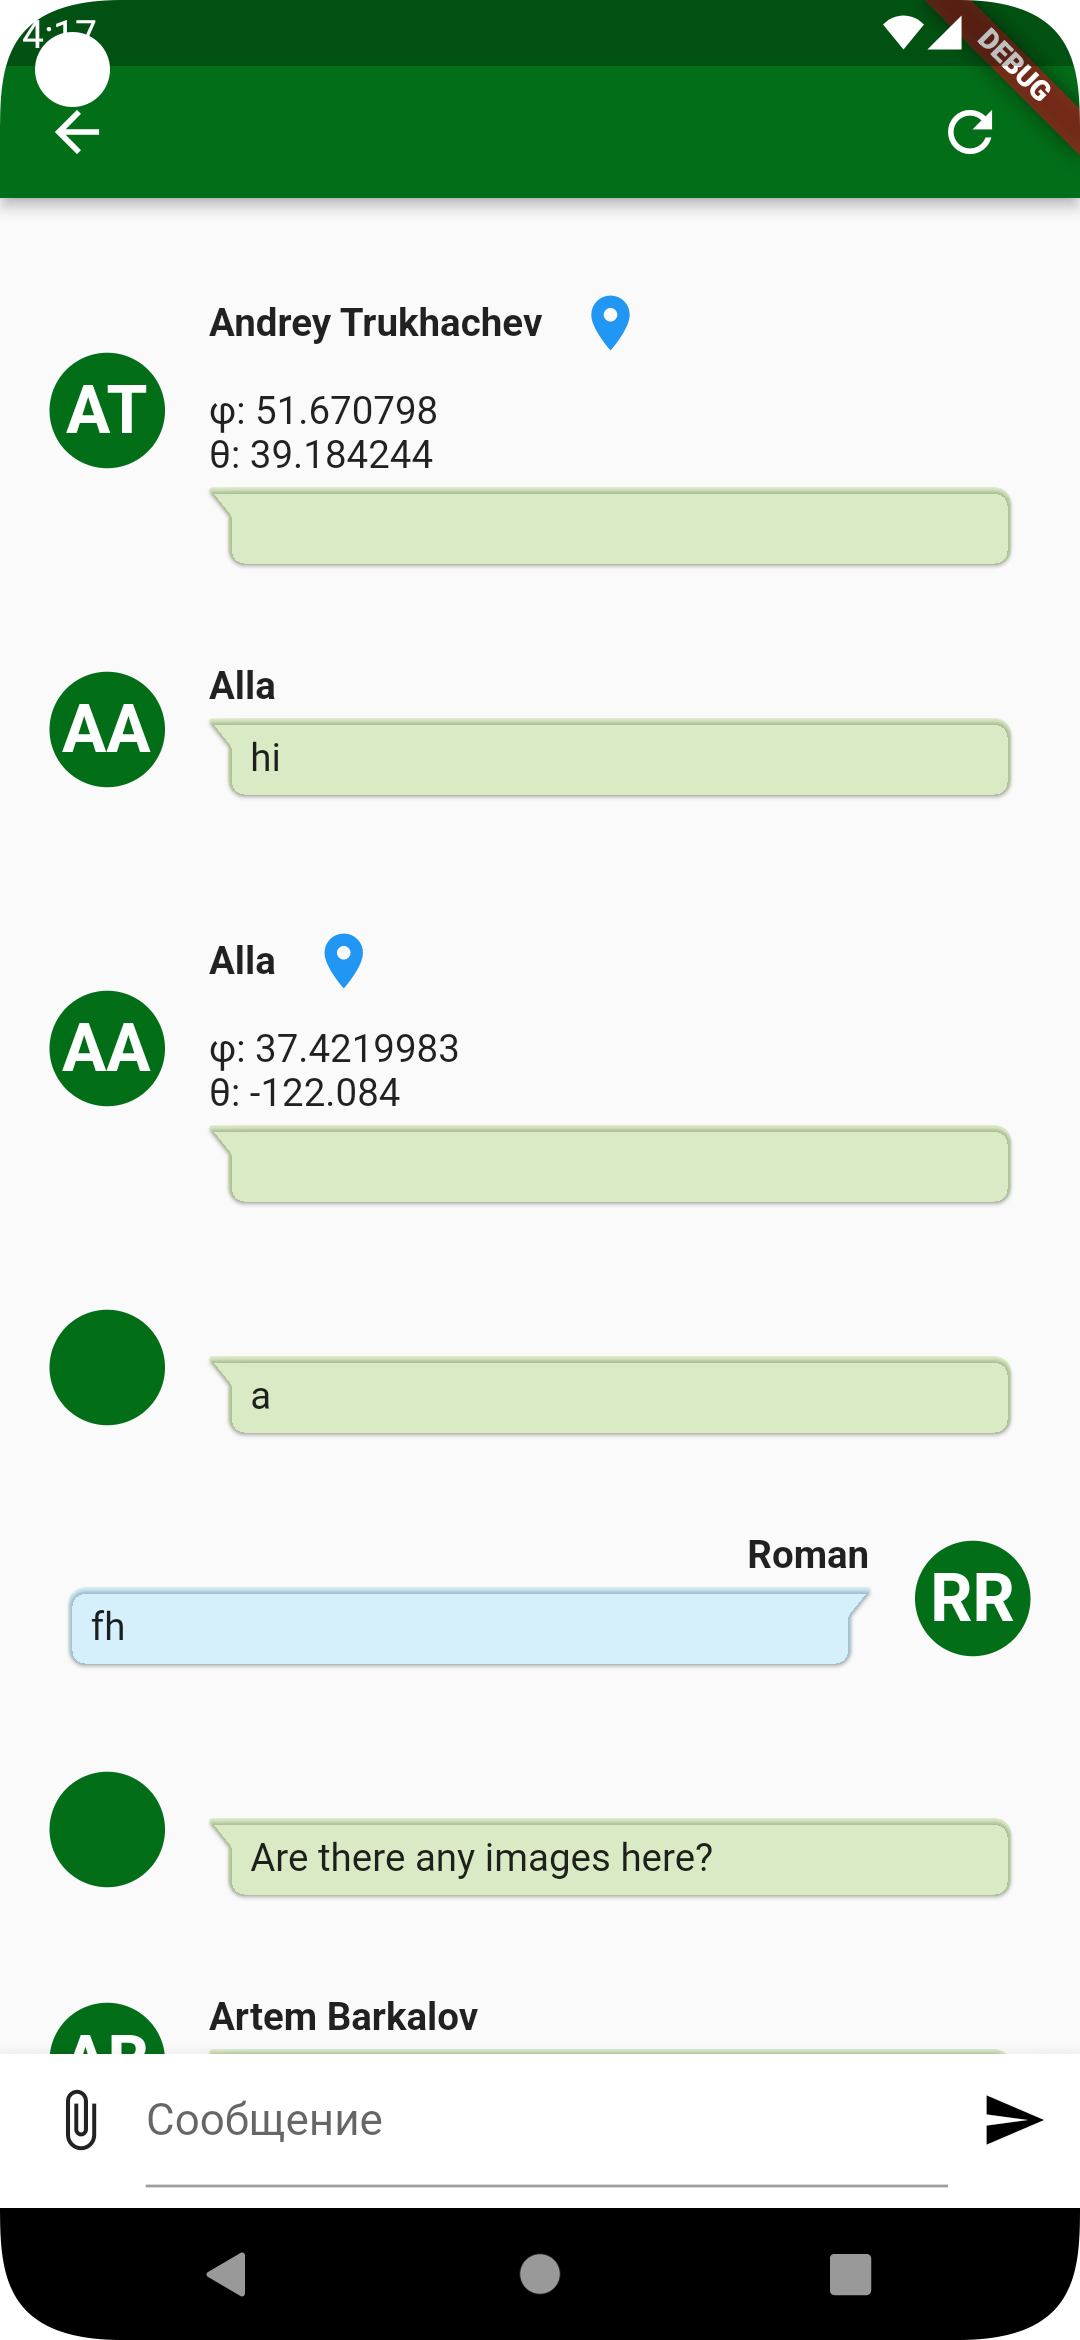 4:17
DEBUG
Andrey Trukhachev
AT
φ: 51.670798
θ: 39.184244
Alla
AA
hi
Alla
AA
φ: 37.4219983
θ: -122.084
a
Roman
RR
fh
Are there any images here?
Artem Barkalov
AB
Сообщение